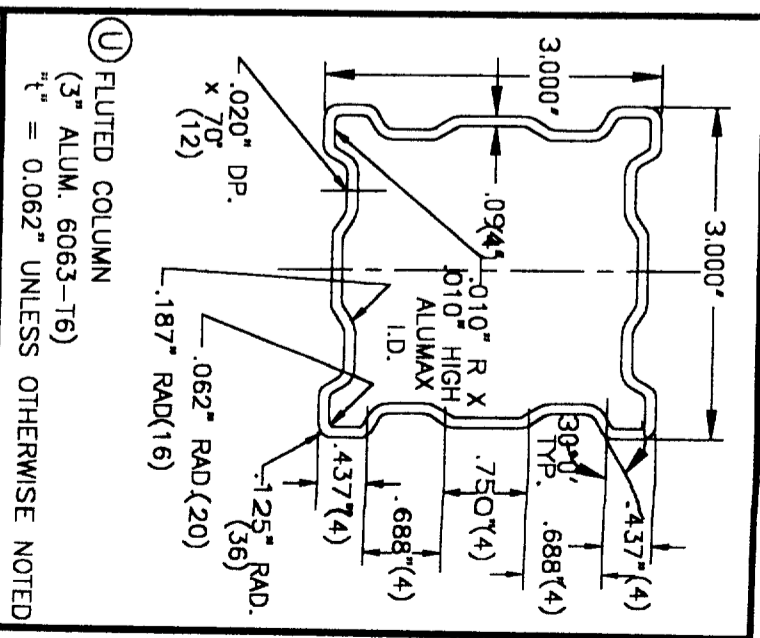 3.000"
3.000"
.094"
(4)
.010" R X
.010" HIGH
ALUMAX
I.D.
.020" DP.
x 70°
(12)
30°0'
TYP.
.437"(4)
.688"(4)
.750"(4)
.688"(4)
.437"(4)
.125" RAD.
(36)
.062" RAD.(20)
.187" RAD(16)
U FLUTED COLUMN
(3" ALUM. 6063-T6)
"t" = 0.062" UNLESS OTHERWISE NOTED